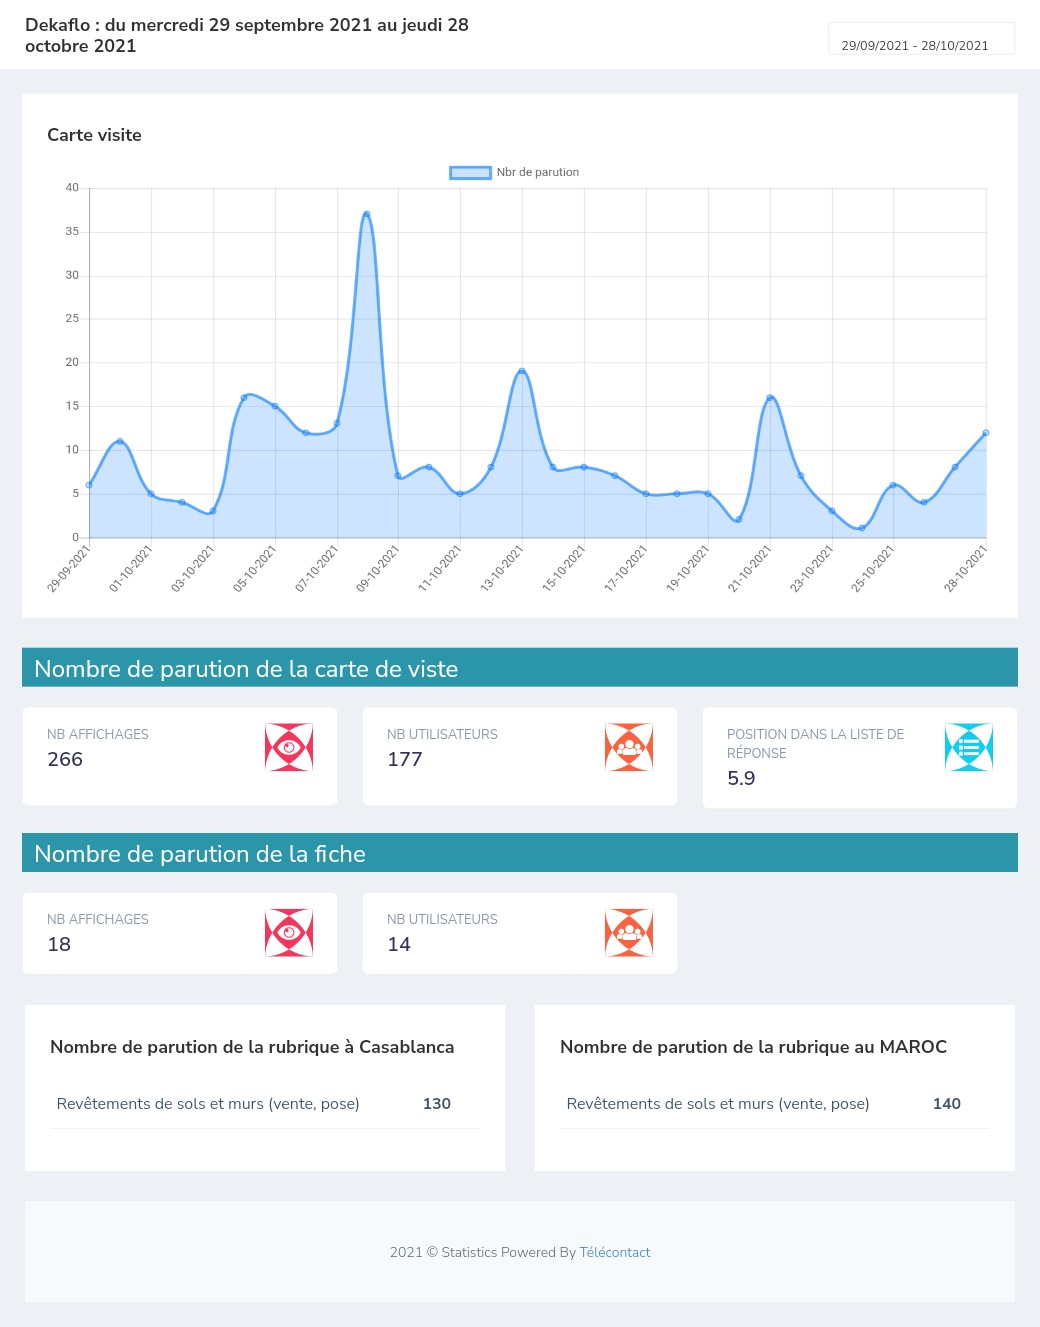 Dekaflo : du mercredi 29 septembre 2021 au jeudi 28
octobre 2021
29/09/2021 - 28/10/2021
Carte visite
Nbr de parution
40
35
30
25
20
15
10
5
0
29-09-2021
01-10-2021
03-10-2021
05-10-2021
07-10-2021
09-10-2021
11-10-2021
13-10-2021
15-10-2021
17-10-2021
19-10-2021
21-10-2021
23-10-2021
25-10-2021
28-10-2021
Nombre de parution de la carte de viste
NB AFFICHAGES
266
NB UTILISATEURS
177
POSITION DANS LA LISTE DE
RÉPONSE
5.9
Nombre de parution de la fiche
NB AFFICHAGES
18
NB UTILISATEURS
14
Nombre de parution de la rubrique à Casablanca
Revêtements de sols et murs (vente, pose) 130
Nombre de parution de la rubrique au MAROC
Revêtements de sols et murs (vente, pose) 140
2021 © Statistics Powered By Télécontact